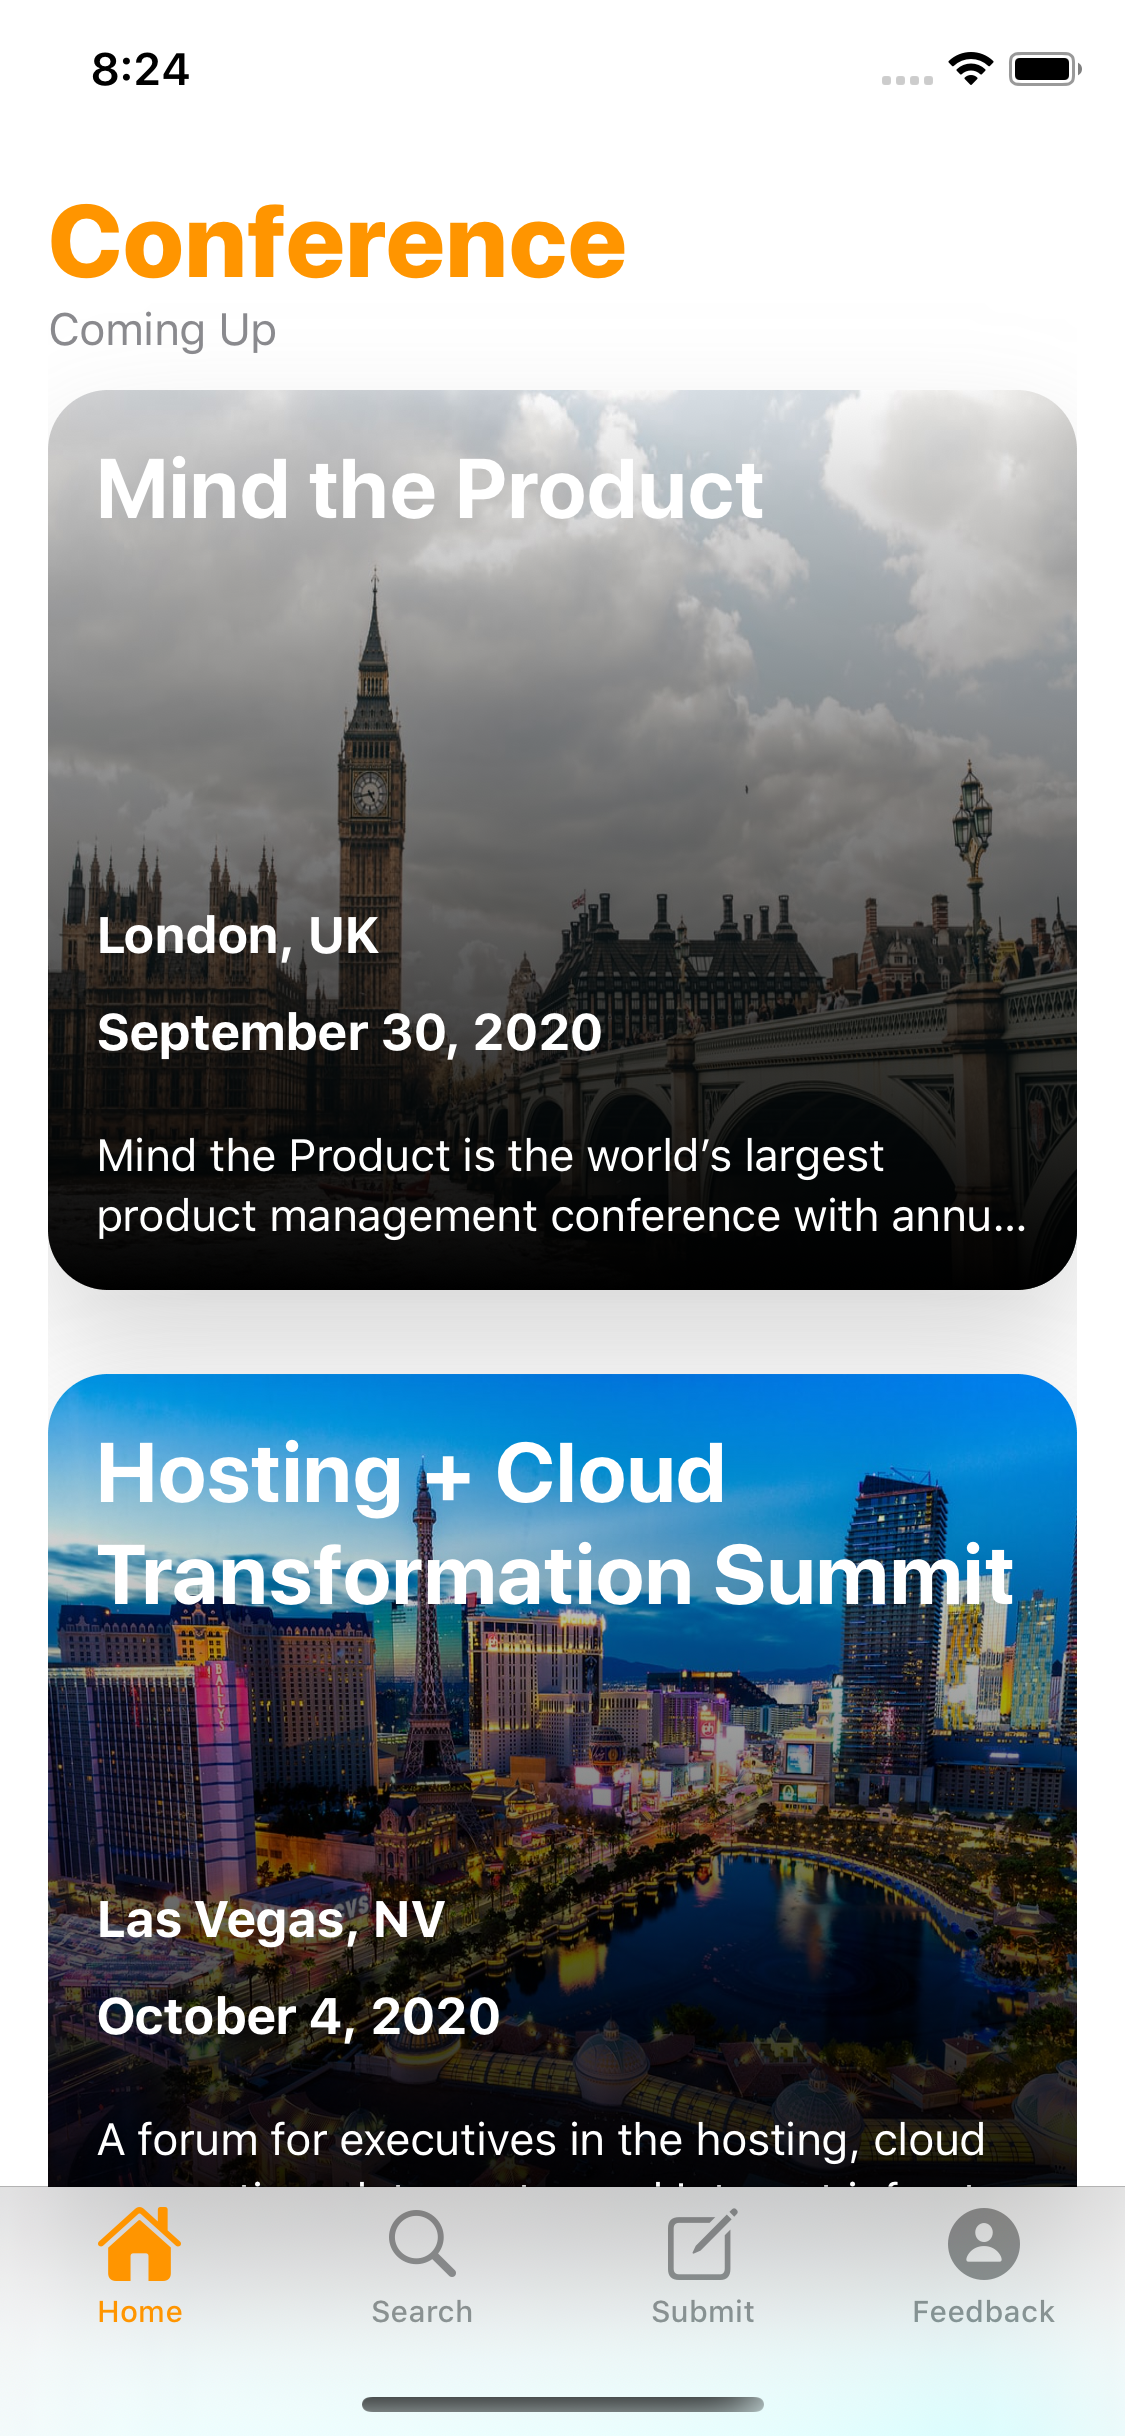 8:24
Conference
Coming Up
Mind the Product
London, UK
September 30, 2020
Mind the Product is the world’s largest
product management conference with annu...
Hosting + Cloud
Transformation Summit
BALLYS
Las Vegas, NV
October 4, 2020
A forum for executives in the hosting, cloud
Home
Search
Submit
Feedback